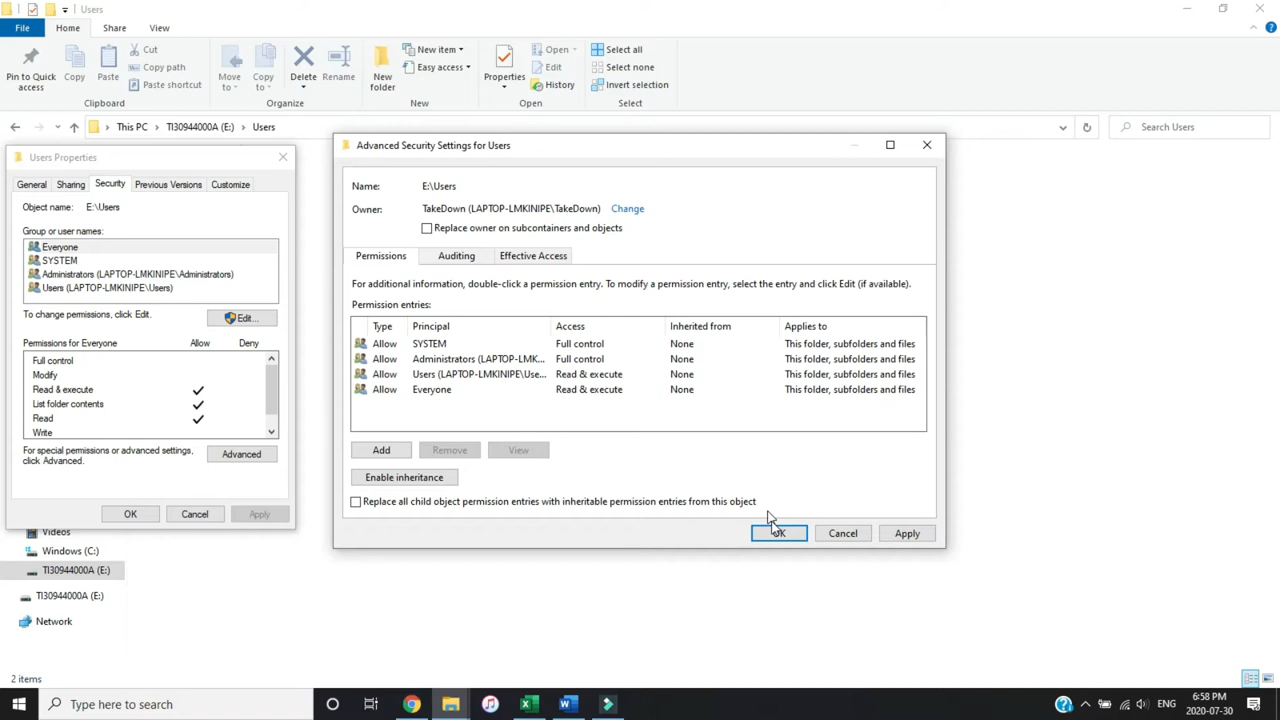 Users
File Home Share View
Pin to Quick access
Copy
Paste
Cut
Copy path
Paste shortcut
Clipboard
Move to
Copy to
Delete
Rename
Organize
New folder
New item
Easy access
New
Properties
Open
Edit
History
Open
Select all
Select none
Invert selection
Select
This PC > TI30944000A (E:) > Users
Search Users
Users Properties
General Sharing Security Previous Versions Customize
Object name: E:\Users
Group or user names:
Everyone
SYSTEM
Administrators (LAPTOP-LMKINIPE\Administrators)
Users (LAPTOP-LMKINIPE\Users)
To change permissions, click Edit.
Edit...
Permissions for Everyone Allow Deny
Full control
Modify
Read & execute
List folder contents
Read
Write
For special permissions or advanced settings, click Advanced.
Advanced
OK Cancel Apply
Videos
Windows (C:)
TI30944000A (E:)
TI30944000A (E:)
Network
2 items
Advanced Security Settings for Users
Name: E:\Users
Owner: TakeDown (LAPTOP-LMKINIPE\TakeDown) Change
Replace owner on subcontainers and objects
Permissions Auditing Effective Access
For additional information, double-click a permission entry. To modify a permission entry, select the entry and click Edit (if available).
Permission entries:
Type Principal Access Inherited from Applies to
Allow SYSTEM Full control None This folder, subfolders and files
Allow Administrators (LAPTOP-LMK... Full control None This folder, subfolders and files
Allow Users (LAPTOP-LMKINIPE\Use... Read & execute None This folder, subfolders and files
Allow Everyone Read & execute None This folder, subfolders and files
Add Remove View
Enable inheritance
Replace all child object permission entries with inheritable permission entries from this object
OK Cancel Apply
Type here to search
ENG
6:58 PM
2020-07-30